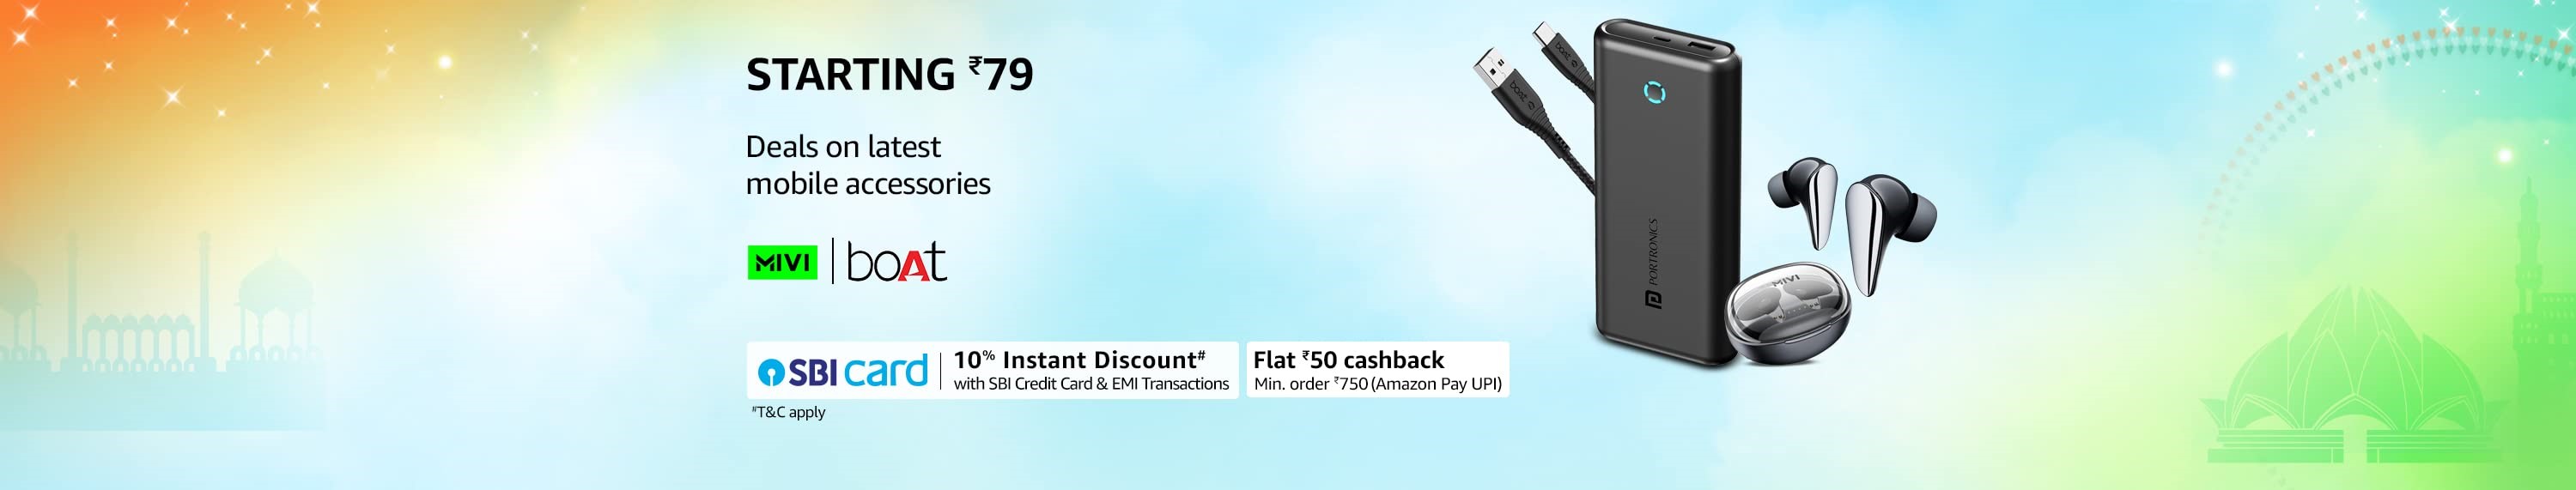 STARTING ₹79
Deals on latest
mobile accessories
MIVI | boAt
SBI card | 10% Instant Discount#
with SBI Credit Card & EMI Transactions
Flat ₹50 cashback
Min. order ₹750 (Amazon Pay UPI)
#T&C apply
boat
boat
PORTRONICS
MIVI